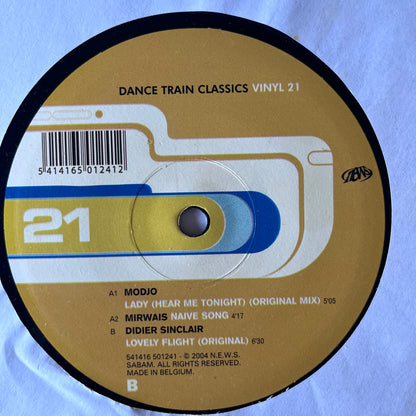 DANCE TRAIN CLASSICS VINYL 21
5 414165 012412
21
NEWS
A1 MODJO
LADY (HEAR ME TONIGHT) (ORIGINAL MIX) 5'05
A2 MIRWAIS NAIVE SONG 4'17
B DIDIER SINCLAIR
LOVELY FLIGHT (ORIGINAL) 6'30
541416 501241 - © 2004 N.E.W.S.
SABAM. ALL RIGHTS RESERVED.
MADE IN BELGIUM.
B